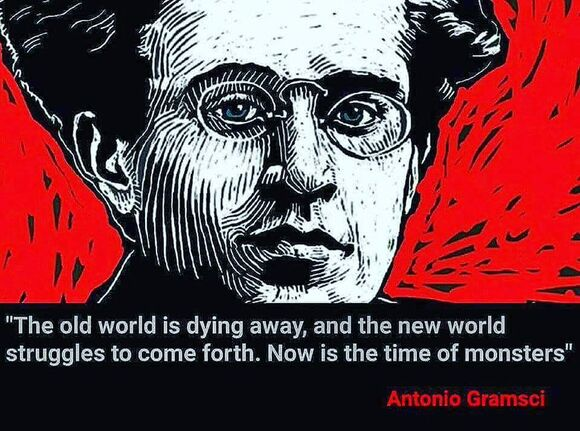 "The old world is dying away, and the new world
struggles to come forth. Now is the time of monsters"
Antonio Gramsci